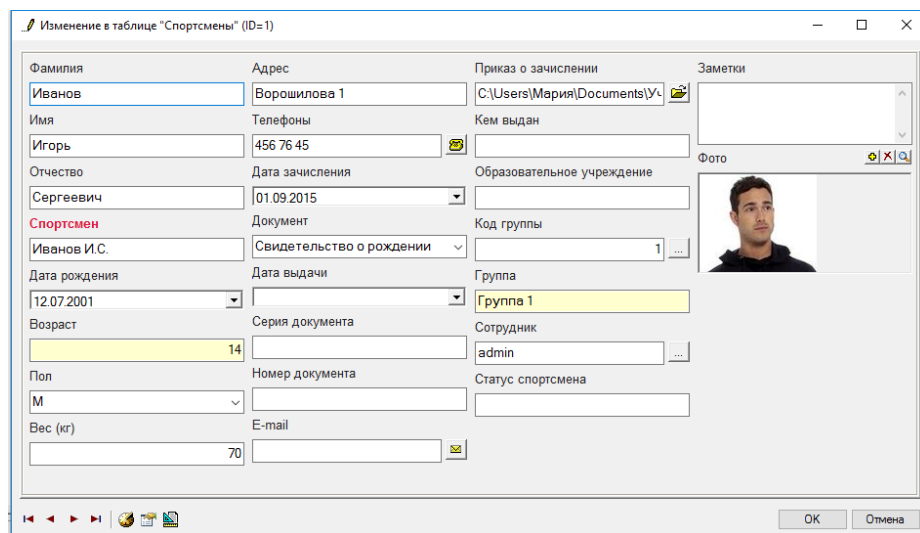 Изменение в таблице "Спортсмены" (ID=1)
Фамилия
Иванов
Имя
Игорь
Отчество
Сергеевич
Спортсмен
Иванов И.С.
Дата рождения
12.07.2001
Возраст
14
Пол
М
Вес (кг)
70
Адрес
Ворошилова 1
Телефоны
456 76 45
Дата зачисления
01.09.2015
Документ
Свидетельство о рождении
Дата выдачи
Серия документа
Номер документа
E-mail
Приказ о зачислении
C:\Users\Мария\Documents\Уч
Кем выдан
Образовательное учреждение
Код группы
1 ...
Группа
Группа 1
Сотрудник
admin ...
Статус спортсмена
Заметки
Фото
OK Отмена